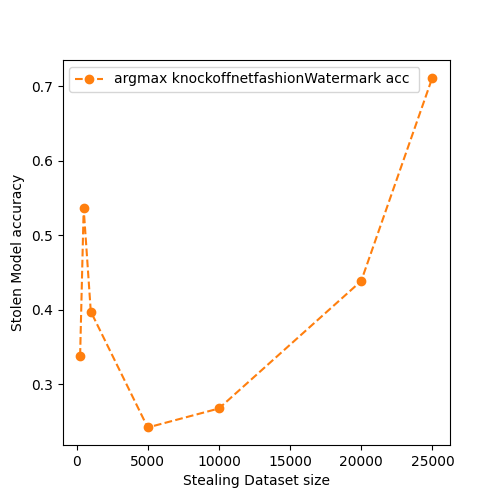 argmax knockoffnetfashionWatermark acc
0.7
0.6
0.5
0.4
0.3
Stolen Model accuracy
0 5000 10000 15000 20000 25000
Stealing Dataset size